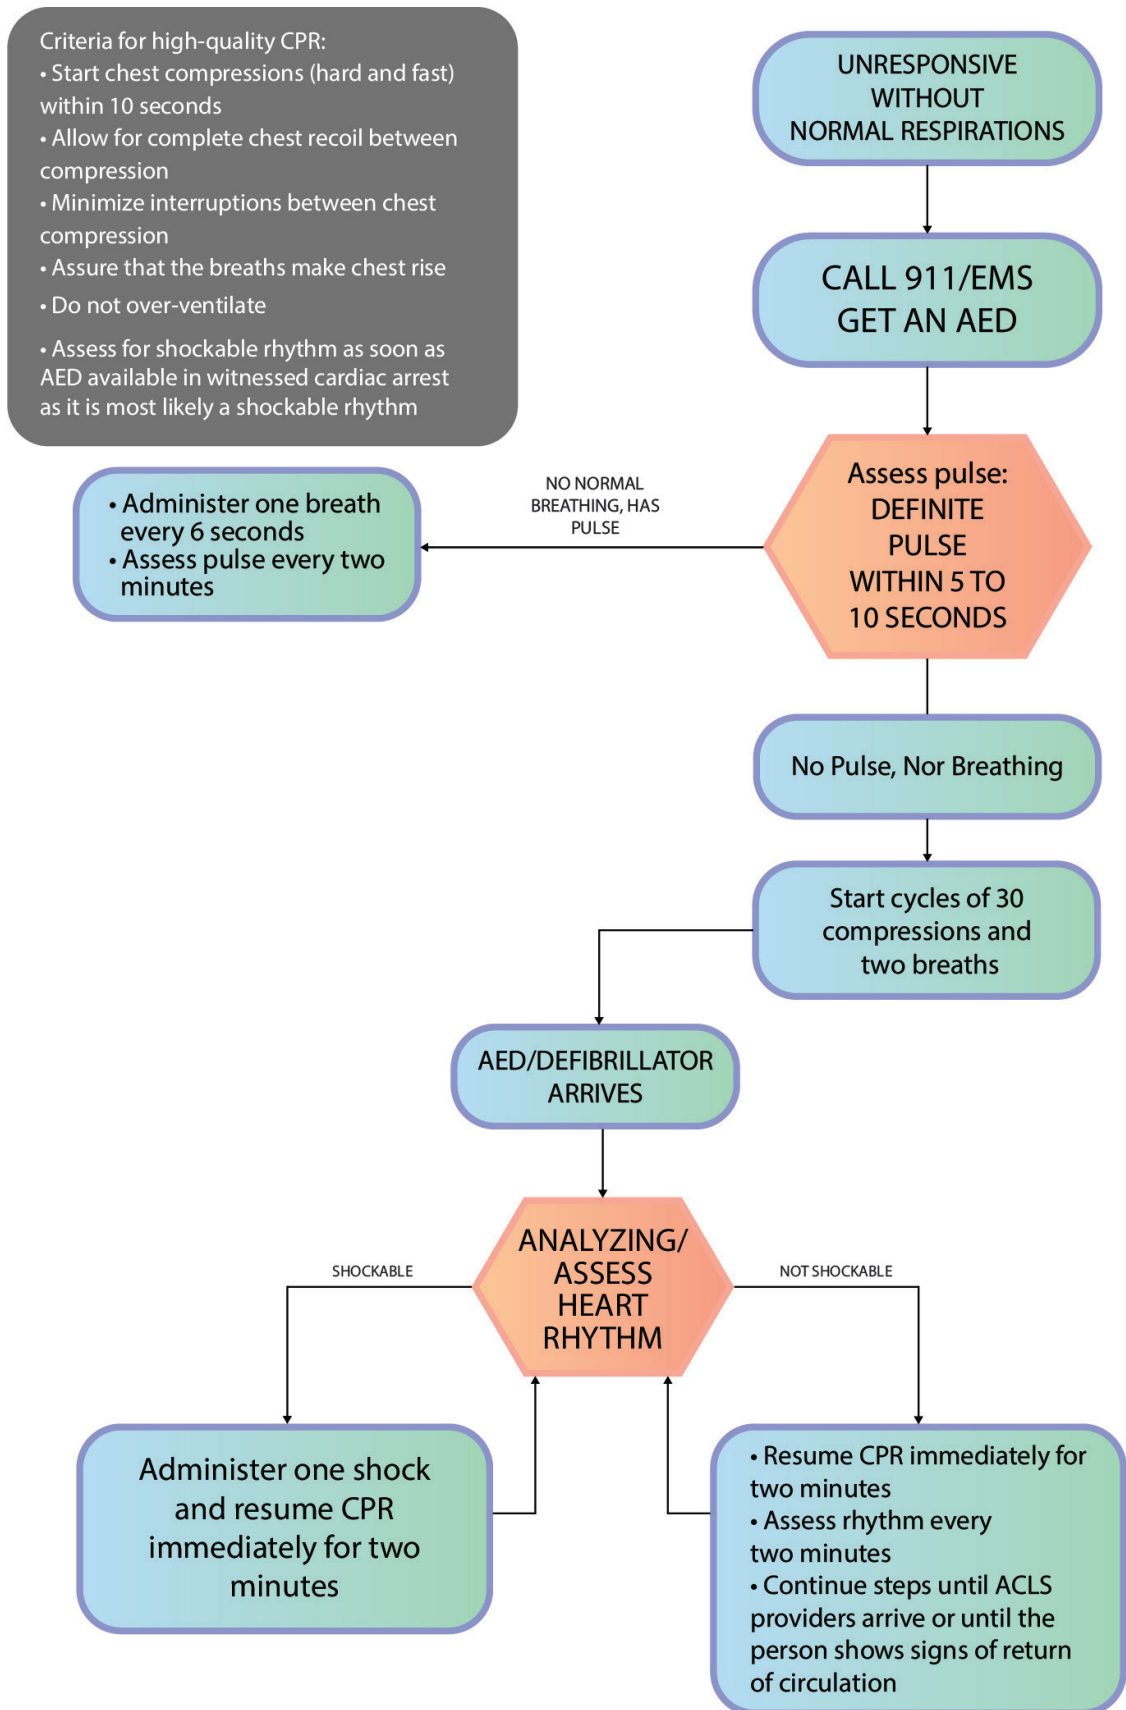 Criteria for high-quality CPR:
• Start chest compressions (hard and fast)
within 10 seconds
• Allow for complete chest recoil between
compression
• Minimize interruptions between chest
compression
• Assure that the breaths make chest rise
• Do not over-ventilate
• Assess for shockable rhythm as soon as
AED available in witnessed cardiac arrest
as it is most likely a shockable rhythm
UNRESPONSIVE
WITHOUT
NORMAL RESPIRATIONS
CALL 911/EMS
GET AN AED
Assess pulse:
DEFINITE
PULSE
WITHIN 5 TO
10 SECONDS
NO NORMAL
BREATHING, HAS
PULSE
• Administer one breath
every 6 seconds
• Assess pulse every two
minutes
No Pulse, Nor Breathing
Start cycles of 30
compressions and
two breaths
AED/DEFIBRILLATOR
ARRIVES
ANALYZING/
ASSESS
HEART
RHYTHM
SHOCKABLE
NOT SHOCKABLE
Administer one shock
and resume CPR
immediately for two
minutes
• Resume CPR immediately for
two minutes
• Assess rhythm every
two minutes
• Continue steps until ACLS
providers arrive or until the
person shows signs of return
of circulation